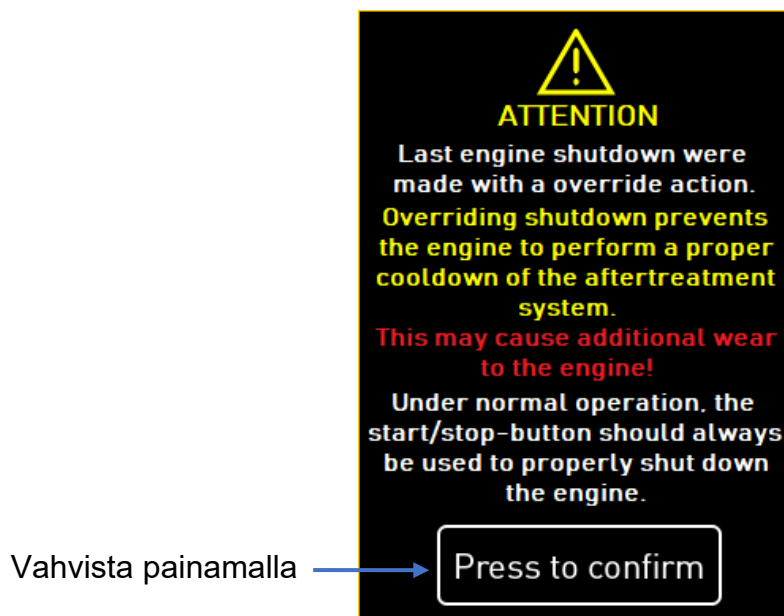 ATTENTION
Last engine shutdown were
made with a override action.
Overriding shutdown prevents
the engine to perform a proper
cooldown of the aftertreatment
system.
This may cause additional wear
to the engine!
Under normal operation, the
start/stop-button should always
be used to properly shut down
the engine.
Vahvista painamalla
Press to confirm